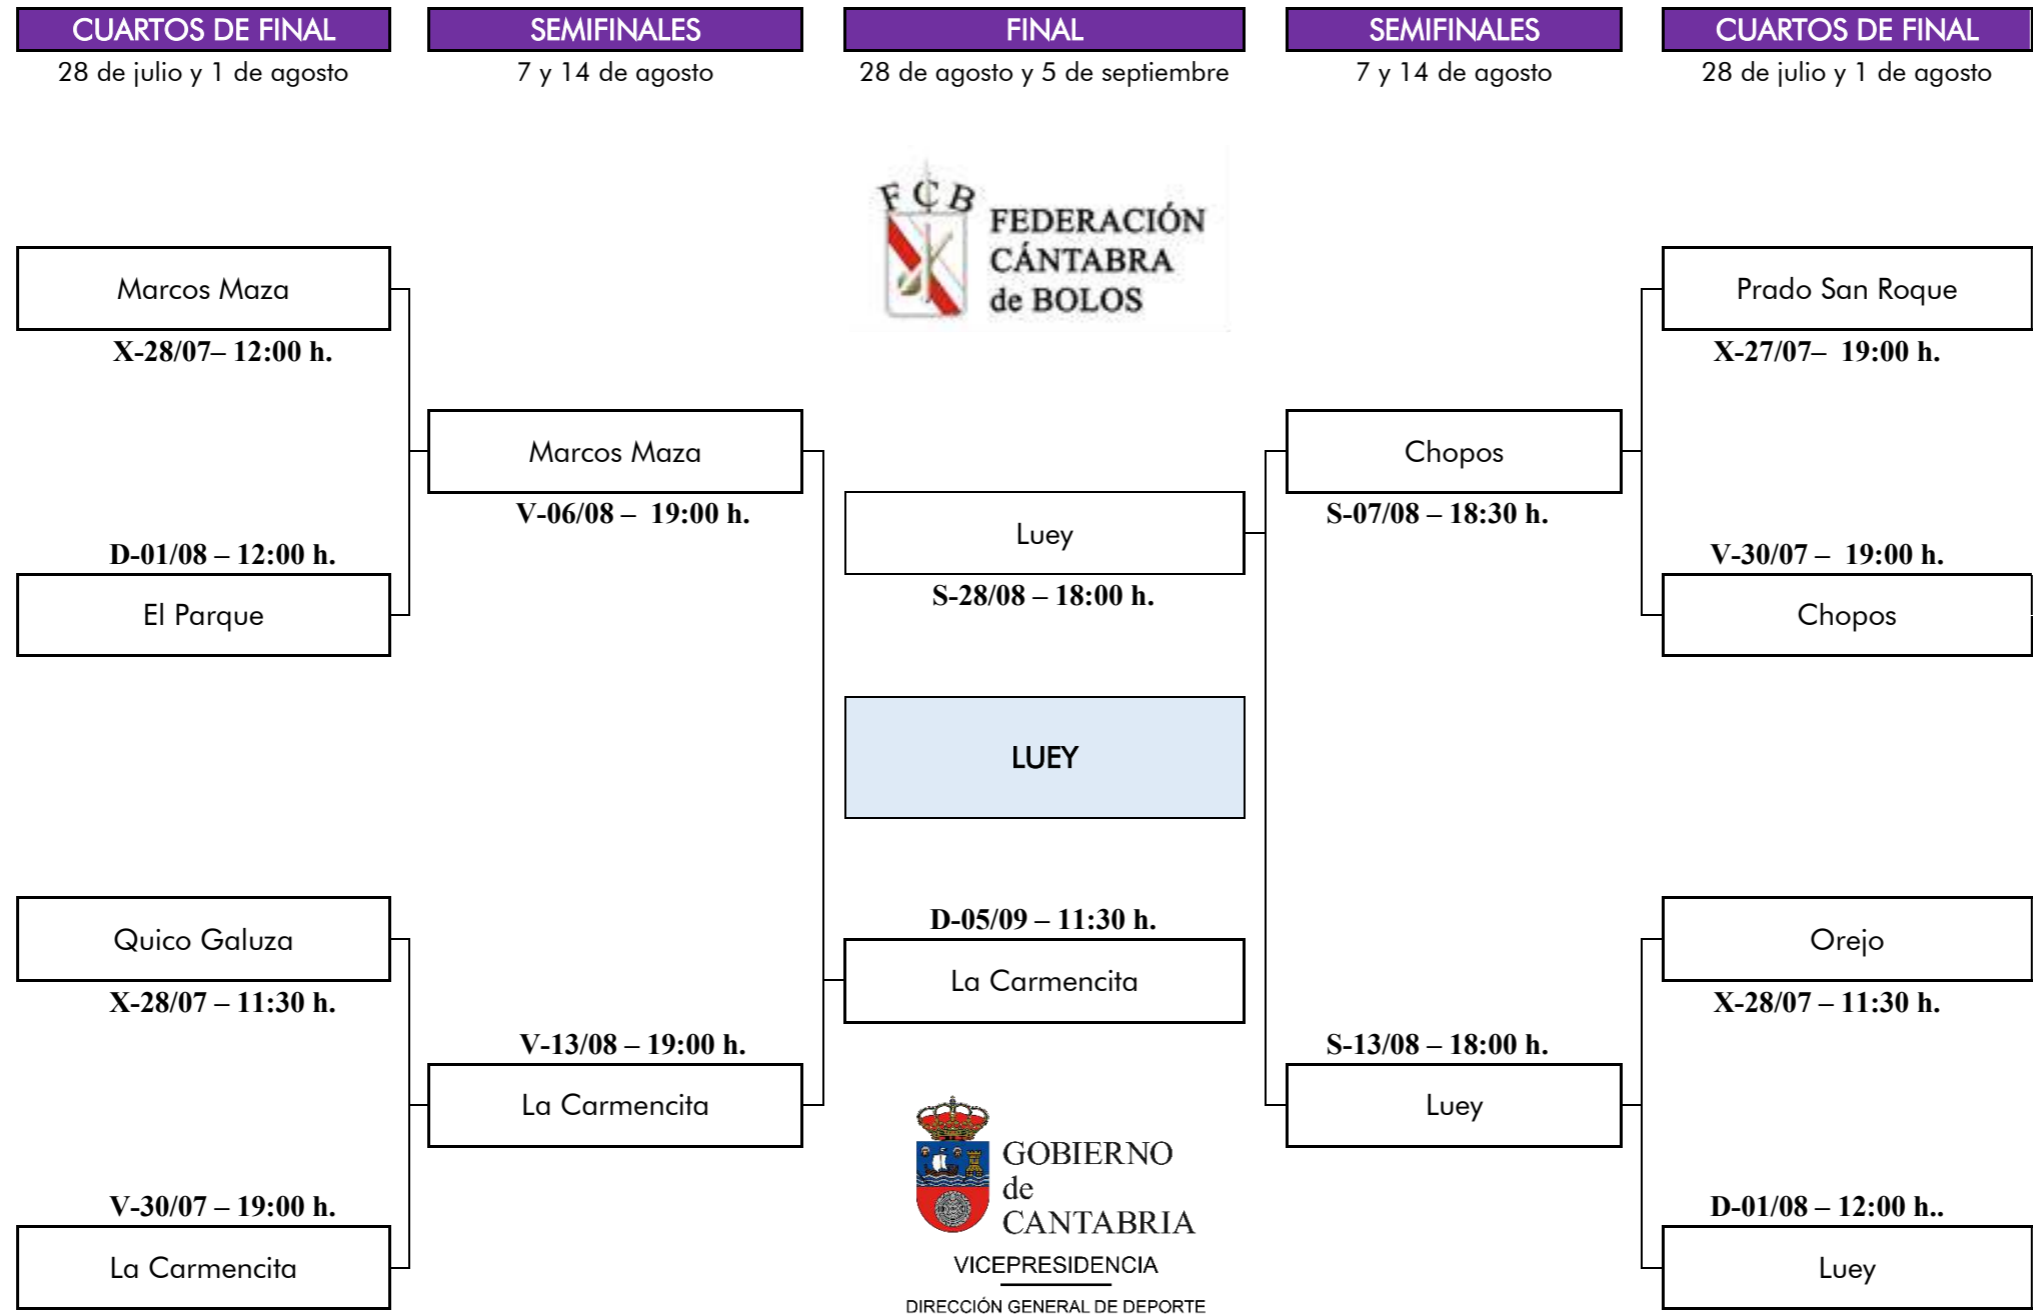 CUARTOS DE FINAL
28 de julio y 1 de agosto
SEMIFINALES
7 y 14 de agosto
FINAL
28 de agosto y 5 de septiembre
SEMIFINALES
7 y 14 de agosto
CUARTOS DE FINAL
28 de julio y 1 de agosto
FCB
FEDERACIÓN
CÁNTABRA
de BOLOS
Marcos Maza
X-28/07– 12:00 h.
D-01/08 – 12:00 h.
El Parque
Quico Galuza
X-28/07 – 11:30 h.
V-30/07 – 19:00 h.
La Carmencita
Marcos Maza
V-06/08 – 19:00 h.
V-13/08 – 19:00 h.
La Carmencita
Luey
S-28/08 – 18:00 h.
LUEY
D-05/09 – 11:30 h.
La Carmencita
Chopos
S-07/08 – 18:30 h.
S-13/08 – 18:00 h.
Luey
Prado San Roque
X-27/07– 19:00 h.
V-30/07 – 19:00 h.
Chopos
Orejo
X-28/07 – 11:30 h.
D-01/08 – 12:00 h..
Luey
GOBIERNO
de
CANTABRIA
VICEPRESIDENCIA
DIRECCIÓN GENERAL DE DEPORTE